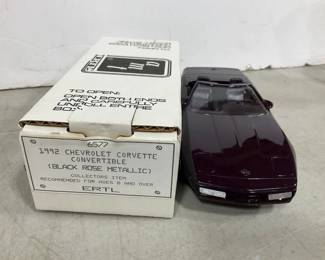 TO OPEN:
OPEN BOTH ENDS
AND CAREFULLY
UNROLL ENTIRE
BOX.
6577
1992 CHEVROLET CORVETTE
CONVERTIBLE
(BLACK ROSE METALLIC)
COLLECTORS ITEM
RECOMMENDED FOR AGES 8 AND OVER
ERTL